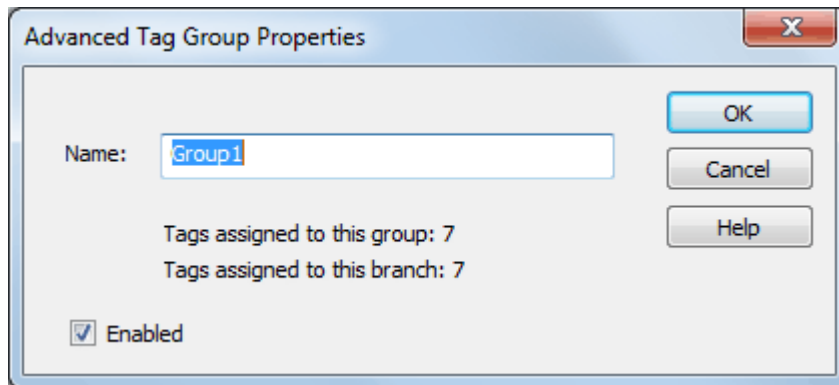 Advanced Tag Group Properties
Name: Group1
OK
Cancel
Tags assigned to this group: 7
Help
Tags assigned to this branch: 7
Enabled